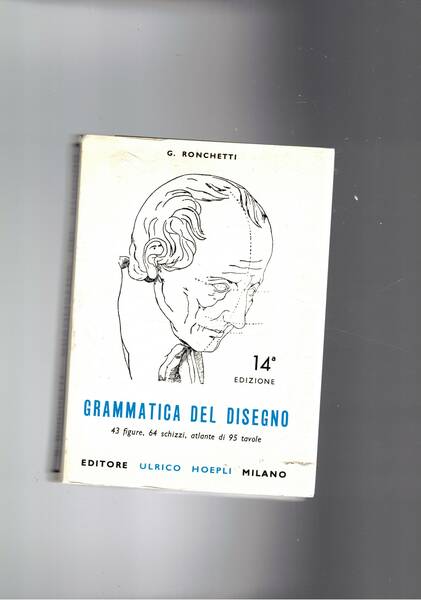 G. RONCHETTI
14ª
EDIZIONE
GRAMMATICA DEL DISEGNO
43 figure, 64 schizzi, atlante di 95 tavole
EDITORE ULRICO HOEPLI MILANO